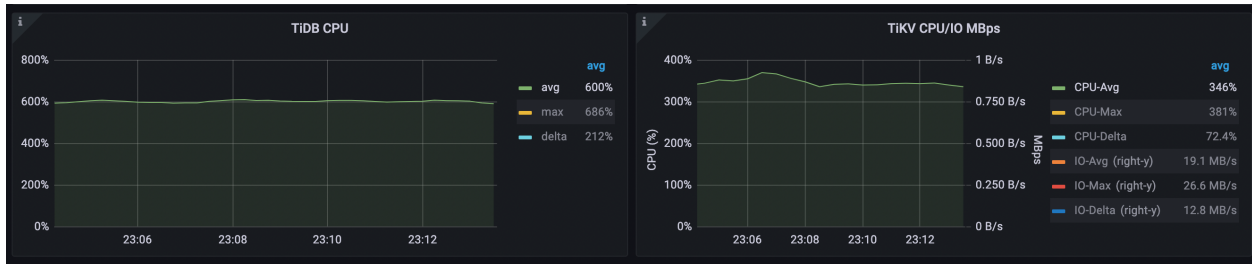 i
TiDB CPU
800%
600%
400%
200%
0%
23:06 23:08 23:10 23:12
avg
avg 600%
max 686%
delta 212%
i
TiKV CPU/IO MBps
CPU (%)
400%
300%
200%
100%
0%
23:06 23:08 23:10 23:12
1 B/s
0.750 B/s
0.500 B/s
0.250 B/s
0 B/s
MBps
avg
CPU-Avg 346%
CPU-Max 381%
CPU-Delta 72.4%
IO-Avg (right-y) 19.1 MB/s
IO-Max (right-y) 26.6 MB/s
IO-Delta (right-y) 12.8 MB/s